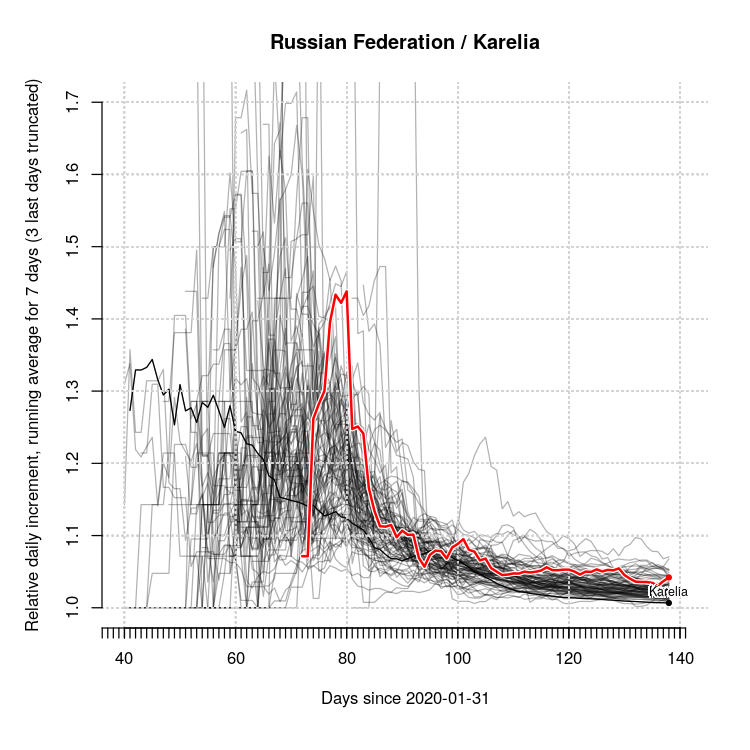 Russian Federation / Karelia
Relative daily increment, running average for 7 days (3 last days truncated)
1.7
1.6
1.5
1.4
1.3
1.2
1.1
1.0
Karelia
40 60 80 100 120 140
Days since 2020-01-31